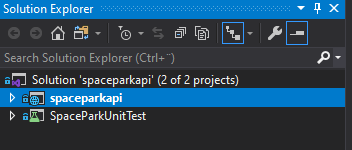 Solution Explorer
Search Solution Explorer (Ctrl+¨)
Solution 'spaceparkapi' (2 of 2 projects)
spaceparkapi
SpaceParkUnitTest